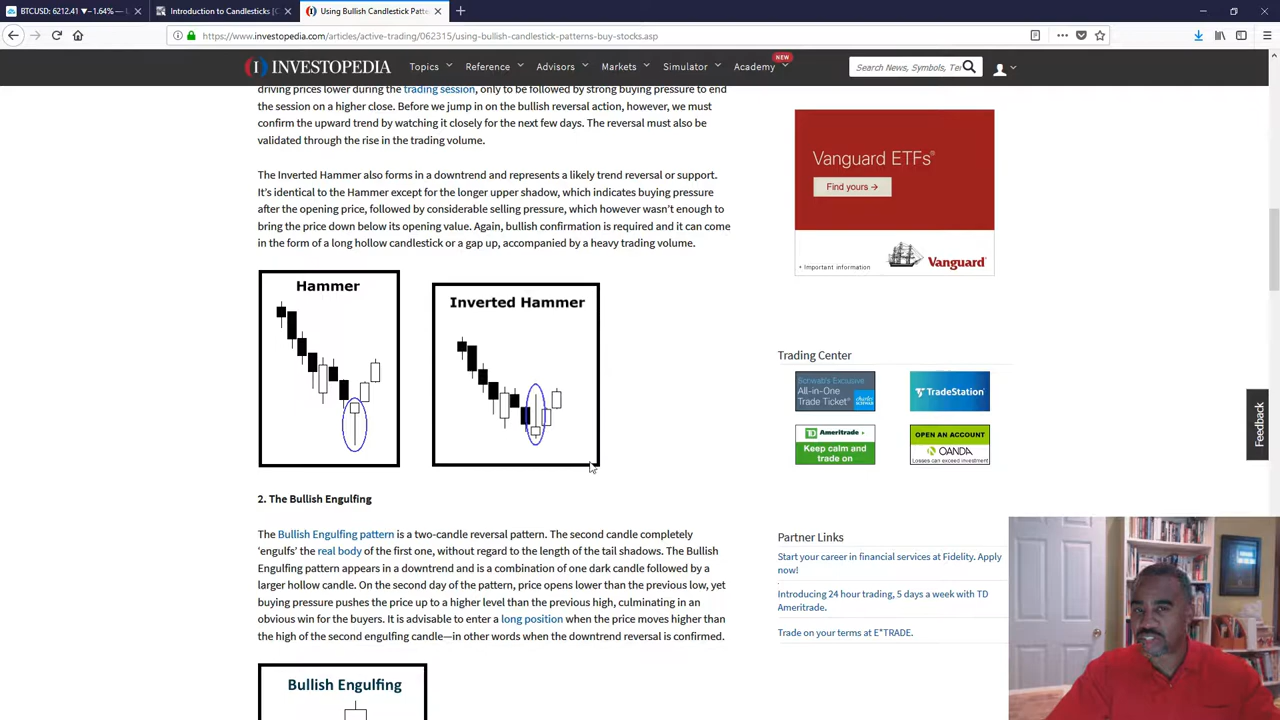 BTCUSD: 6212.41 ▼−1.64% —
Introduction to Candlesticks [C
Using Bullish Candlestick Patte
https://www.investopedia.com/articles/active-trading/062315/using-bullish-candlestick-patterns-buy-stocks.asp
INVESTOPEDIA
Topics
Reference
Advisors
Markets
Simulator
Academy
NEW
Search News, Symbols, Ter
driving prices lower during the trading session, only to be followed by strong buying pressure to end
the session on a higher close. Before we jump in on the bullish reversal action, however, we must
confirm the upward trend by watching it closely for the next few days. The reversal must also be
validated through the rise in the trading volume.
The Inverted Hammer also forms in a downtrend and represents a likely trend reversal or support.
It's identical to the Hammer except for the longer upper shadow, which indicates buying pressure
after the opening price, followed by considerable selling pressure, which however wasn't enough to
bring the price down below its opening value. Again, bullish confirmation is required and it can come
in the form of a long hollow candlestick or a gap up, accompanied by a heavy trading volume.
Hammer
Inverted Hammer
2. The Bullish Engulfing
The Bullish Engulfing pattern is a two-candle reversal pattern. The second candle completely
'engulfs' the real body of the first one, without regard to the length of the tail shadows. The Bullish
Engulfing pattern appears in a downtrend and is a combination of one dark candle followed by a
larger hollow candle. On the second day of the pattern, price opens lower than the previous low, yet
buying pressure pushes the price up to a higher level than the previous high, culminating in an
obvious win for the buyers. It is advisable to enter a long position when the price moves higher than
the high of the second engulfing candle—in other words when the downtrend reversal is confirmed.
Bullish Engulfing
Vanguard ETFs®
Find yours →
+ Important information
Vanguard
Trading Center
Schwab's Exclusive
All-in-One
Trade Ticket
charles
SCHWAB
TradeStation
TD Ameritrade
Keep calm and
trade on
OPEN AN ACCOUNT
OANDA
Losses can exceed investment
Feedback
Partner Links
Start your career in financial services at Fidelity. Apply
now!
Introducing 24 hour trading, 5 days a week with TD
Ameritrade.
Trade on your terms at E*TRADE.